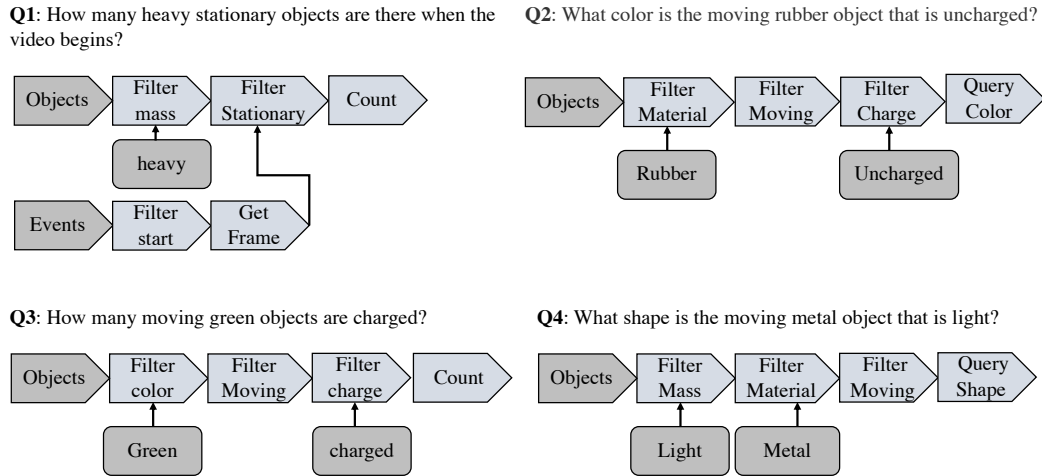 Q1: How many heavy stationary objects are there when the
video begins?
Objects
Filter
mass
Filter
Stationary
Count
heavy
Events
Filter
start
Get
Frame
Q2: What color is the moving rubber object that is uncharged?
Objects
Filter
Material
Filter
Moving
Filter
Charge
Query
Color
Rubber
Uncharged
Q3: How many moving green objects are charged?
Objects
Filter
color
Filter
Moving
Filter
charge
Count
Green
charged
Q4: What shape is the moving metal object that is light?
Objects
Filter
Mass
Filter
Material
Filter
Moving
Query
Shape
Light
Metal